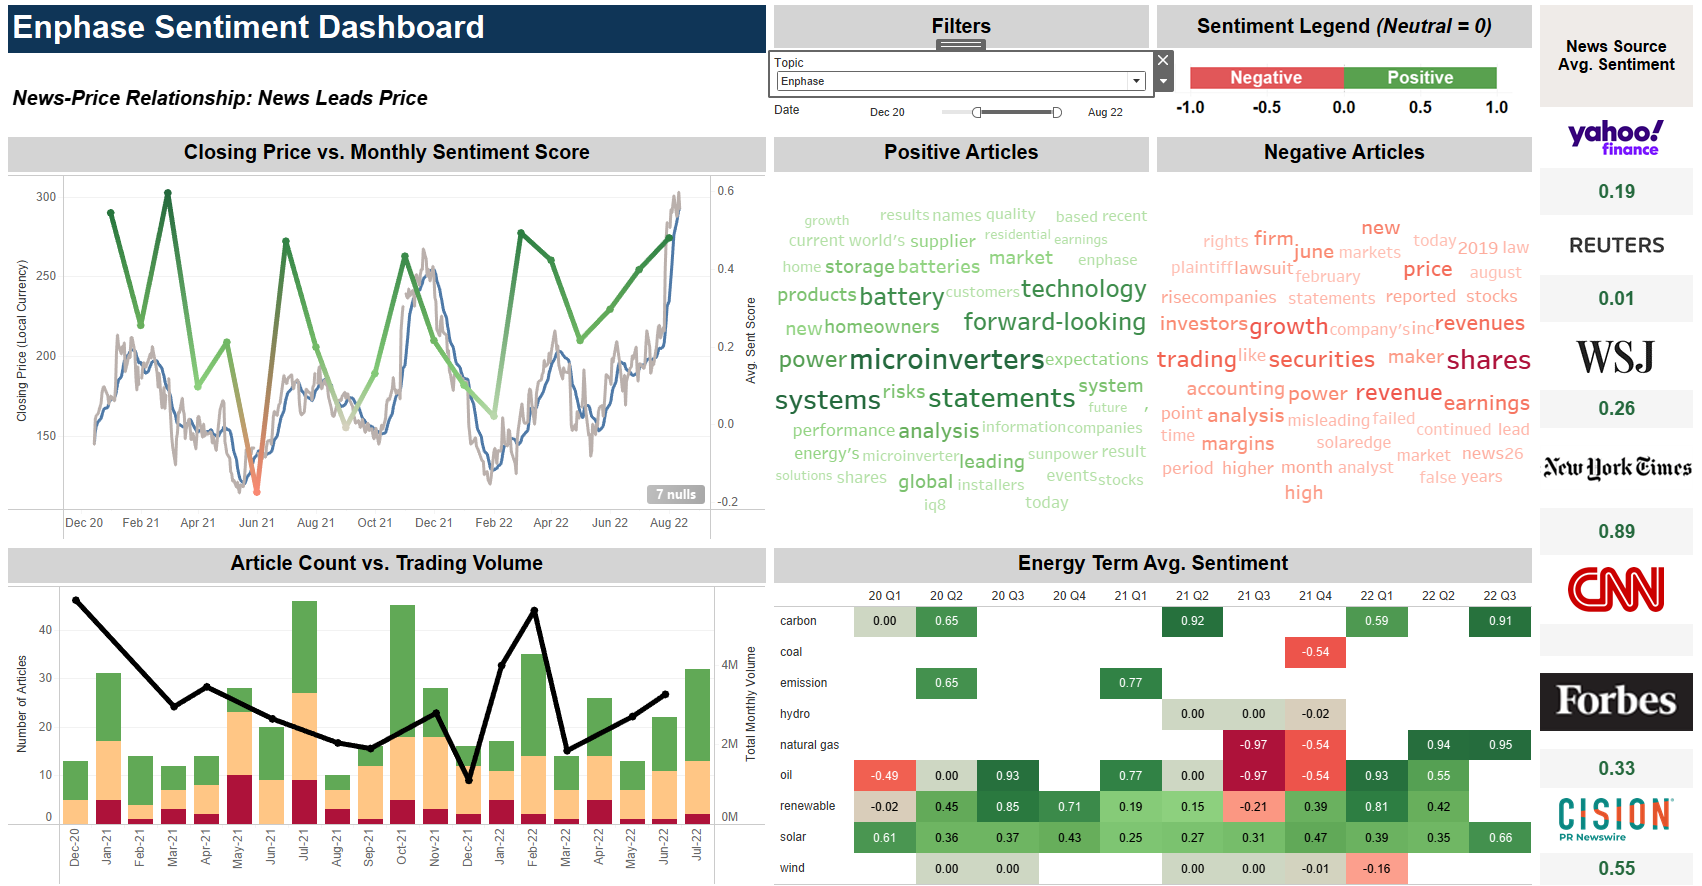 Enphase Sentiment Dashboard
News-Price Relationship: News Leads Price
Filters
Topic
Enphase
Date
Dec 20
Aug 22
Sentiment Legend (Neutral = 0)
Negative
Positive
-1.0
-0.5
0.0
0.5
1.0
News Source
Avg. Sentiment
yahoo!
finance
0.19
REUTERS
0.01
WSJ
0.26
New York Times
0.89
CNN
Forbes
0.33
CISION
PR Newswire
0.55
Closing Price vs. Monthly Sentiment Score
Closing Price (Local Currency)
300
250
200
150
0.6
0.4
0.2
0.0
-0.2
Avg. Sent Score
7 nulls
Dec 20 Feb 21 Apr 21 Jun 21 Aug 21 Oct 21 Dec 21 Feb 22 Apr 22 Jun 22 Aug 22
Positive Articles
growth results names quality based recent
current world's supplier residential earnings
home storage batteries market enphase
products battery customers technology
new homeowners forward-looking
power microinverters expectations
systems risks statements system
future ,
performance analysis information companies
energy's microinverter leading sunpower result
solutions shares global installers events stocks
iq8 today
Negative Articles
new
rights firm june markets today 2019 law
plaintiff lawsuit february price august
rise companies statements reported stocks
investors growth company's inc revenues
trading like securities maker shares
accounting power revenue earnings
point analysis misleading failed continued lead
time margins solaredge market news 26
period higher month analyst false years
high
Article Count vs. Trading Volume
Number of Articles
40
30
20
10
0
4M
2M
0M
Total Monthly Volume
Dec-20 Jan-21 Feb-21 Mar-21 Apr-21 May-21 Jun-21 Jul-21 Aug-21 Sep-21 Oct-21 Nov-21 Dec-21 Jan-22 Feb-22 Mar-22 Apr-22 May-22 Jun-22 Jul-22
Energy Term Avg. Sentiment
20 Q1 20 Q2 20 Q3 20 Q4 21 Q1 21 Q2 21 Q3 21 Q4 22 Q1 22 Q2 22 Q3
carbon 0.00 0.65 0.92 0.59 0.91
coal -0.54
emission 0.65 0.77
hydro 0.00 0.00 -0.02
natural gas -0.97 -0.54 0.94 0.95
oil -0.49 0.00 0.93 0.77 0.00 -0.97 -0.54 0.93 0.55
renewable -0.02 0.45 0.85 0.71 0.19 0.15 -0.21 0.39 0.81 0.42
solar 0.61 0.36 0.37 0.43 0.25 0.27 0.31 0.47 0.39 0.35 0.66
wind 0.00 0.00 0.00 0.00 -0.01 -0.16